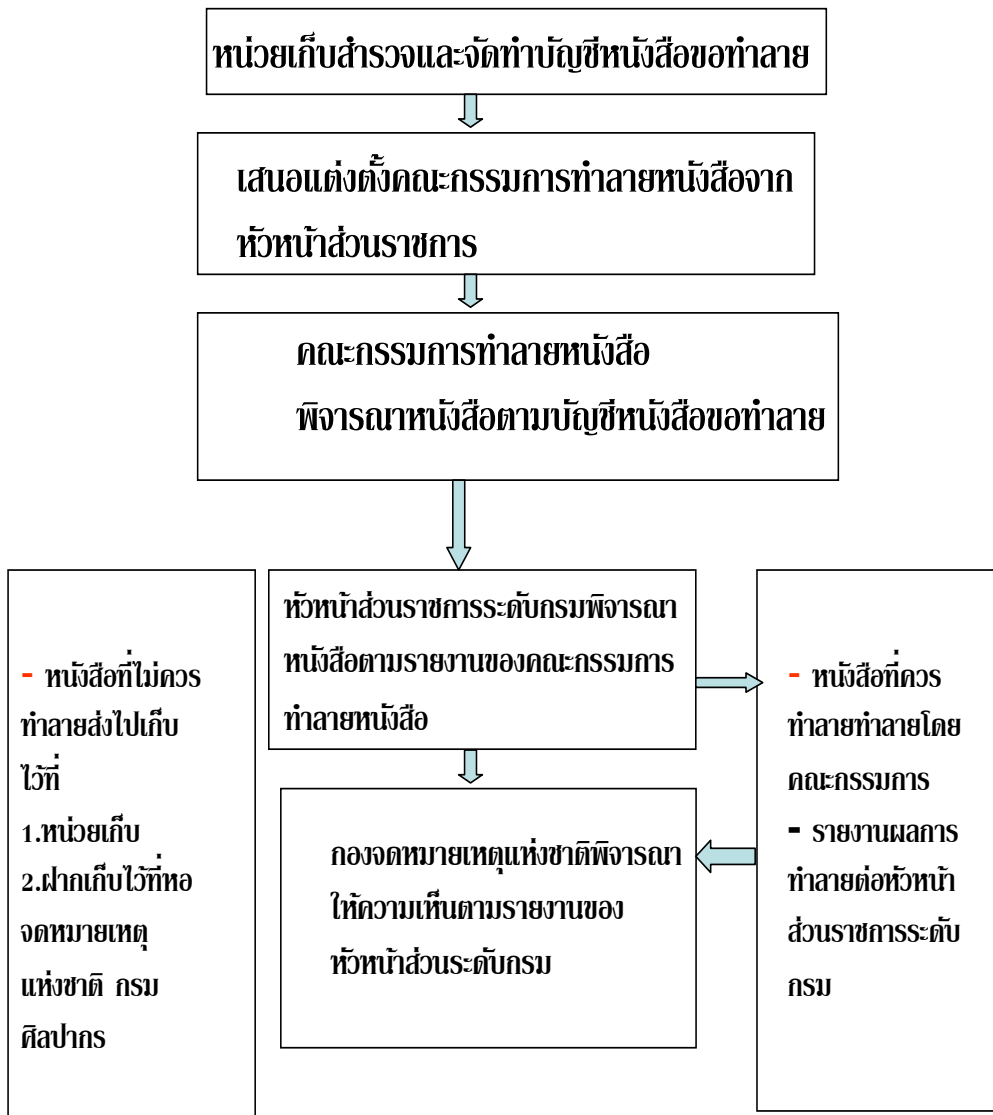 หน่วยเก็บสำรวจและจัดทำบัญชีหนังสือขอทำลาย
เสนอแต่งตั้งคณะกรรมการทำลายหนังสือจาก
หัวหน้าส่วนราชการ
คณะกรรมการทำลายหนังสือ
พิจารณาหนังสือตามบัญชีหนังสือขอทำลาย
หัวหน้าส่วนราชการระดับกรมพิจารณา
หนังสือตามรายงานของคณะกรรมการ
ทำลายหนังสือ
- หนังสือที่ไม่ควร
ทำลายส่งไปเก็บ
ไว้ที่
1.หน่วยเก็บ
2.ฝากเก็บไว้ที่หอ
จดหมายเหตุ
แห่งชาติ กรม
ศิลปากร
กองจดหมายเหตุแห่งชาติพิจารณา
ให้ความเห็นตามรายงานของ
หัวหน้าส่วนระดับกรม
- หนังสือที่ควร
ทำลายทำลายโดย
คณะกรรมการ
- รายงานผลการ
ทำลายต่อหัวหน้า
ส่วนราชการระดับ
กรม